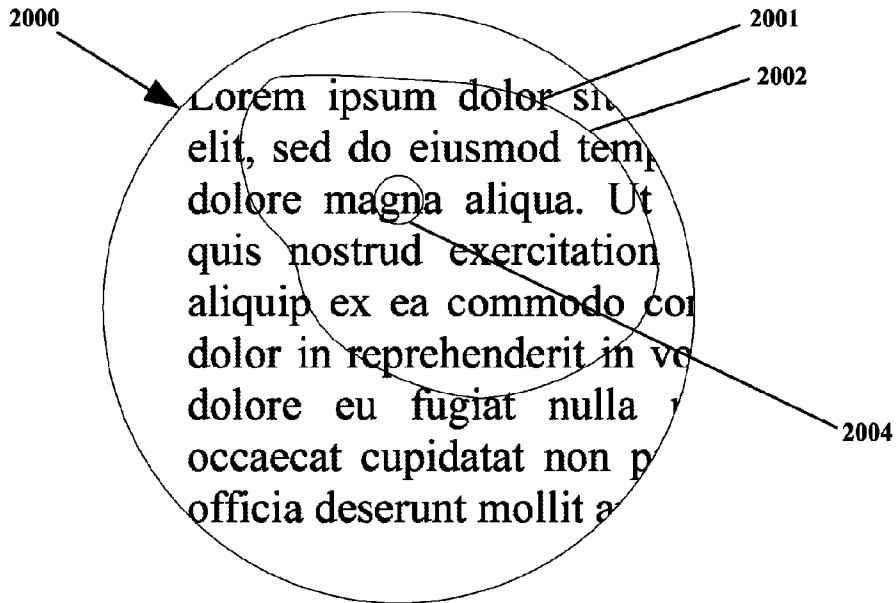 2000
2001
2002
Lorem ipsum dolor sit
elit, sed do eiusmod temp
dolore magna aliqua. Ut
quis nostrud exercitation
aliquip ex ea commodo
dolor in reprehenderit in
dolore eu fugiat nulla
2004
occaecat cupidatat non p
officia deserunt mollit a